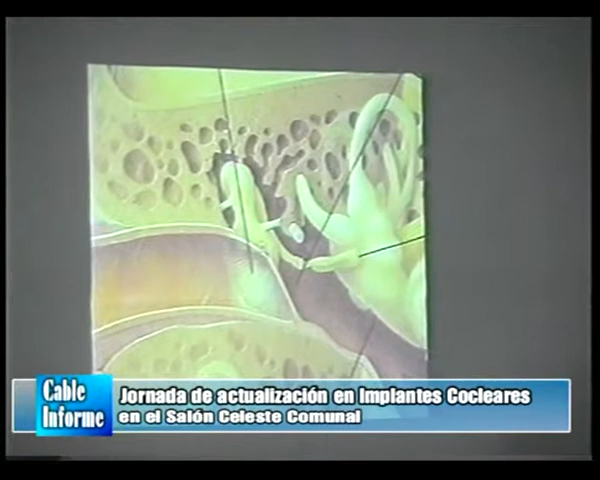 Cable
Informe
Jornada de actualización en Implantes Cocleares
en el Salón Celeste Comunal